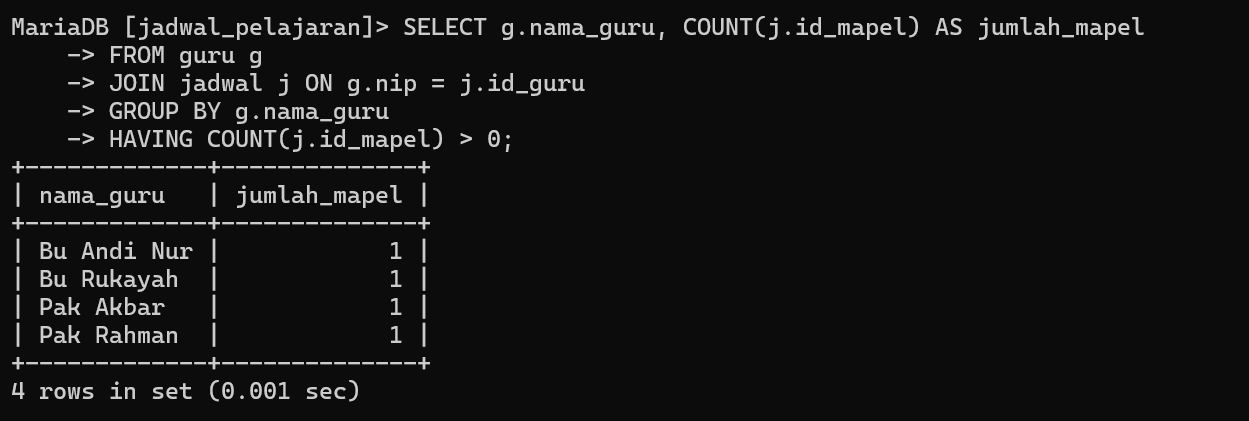 MariaDB [jadwal_pelajaran]> SELECT g.nama_guru, COUNT(j.id_mapel) AS jumlah_mapel
    -> FROM guru g
    -> JOIN jadwal j ON g.nip = j.id_guru
    -> GROUP BY g.nama_guru
    -> HAVING COUNT(j.id_mapel) > 0;
+-------------+--------------+
| nama_guru   | jumlah_mapel |
+-------------+--------------+
| Bu Andi Nur |            1 |
| Bu Rukayah  |            1 |
| Pak Akbar   |            1 |
| Pak Rahman  |            1 |
+-------------+--------------+
4 rows in set (0.001 sec)